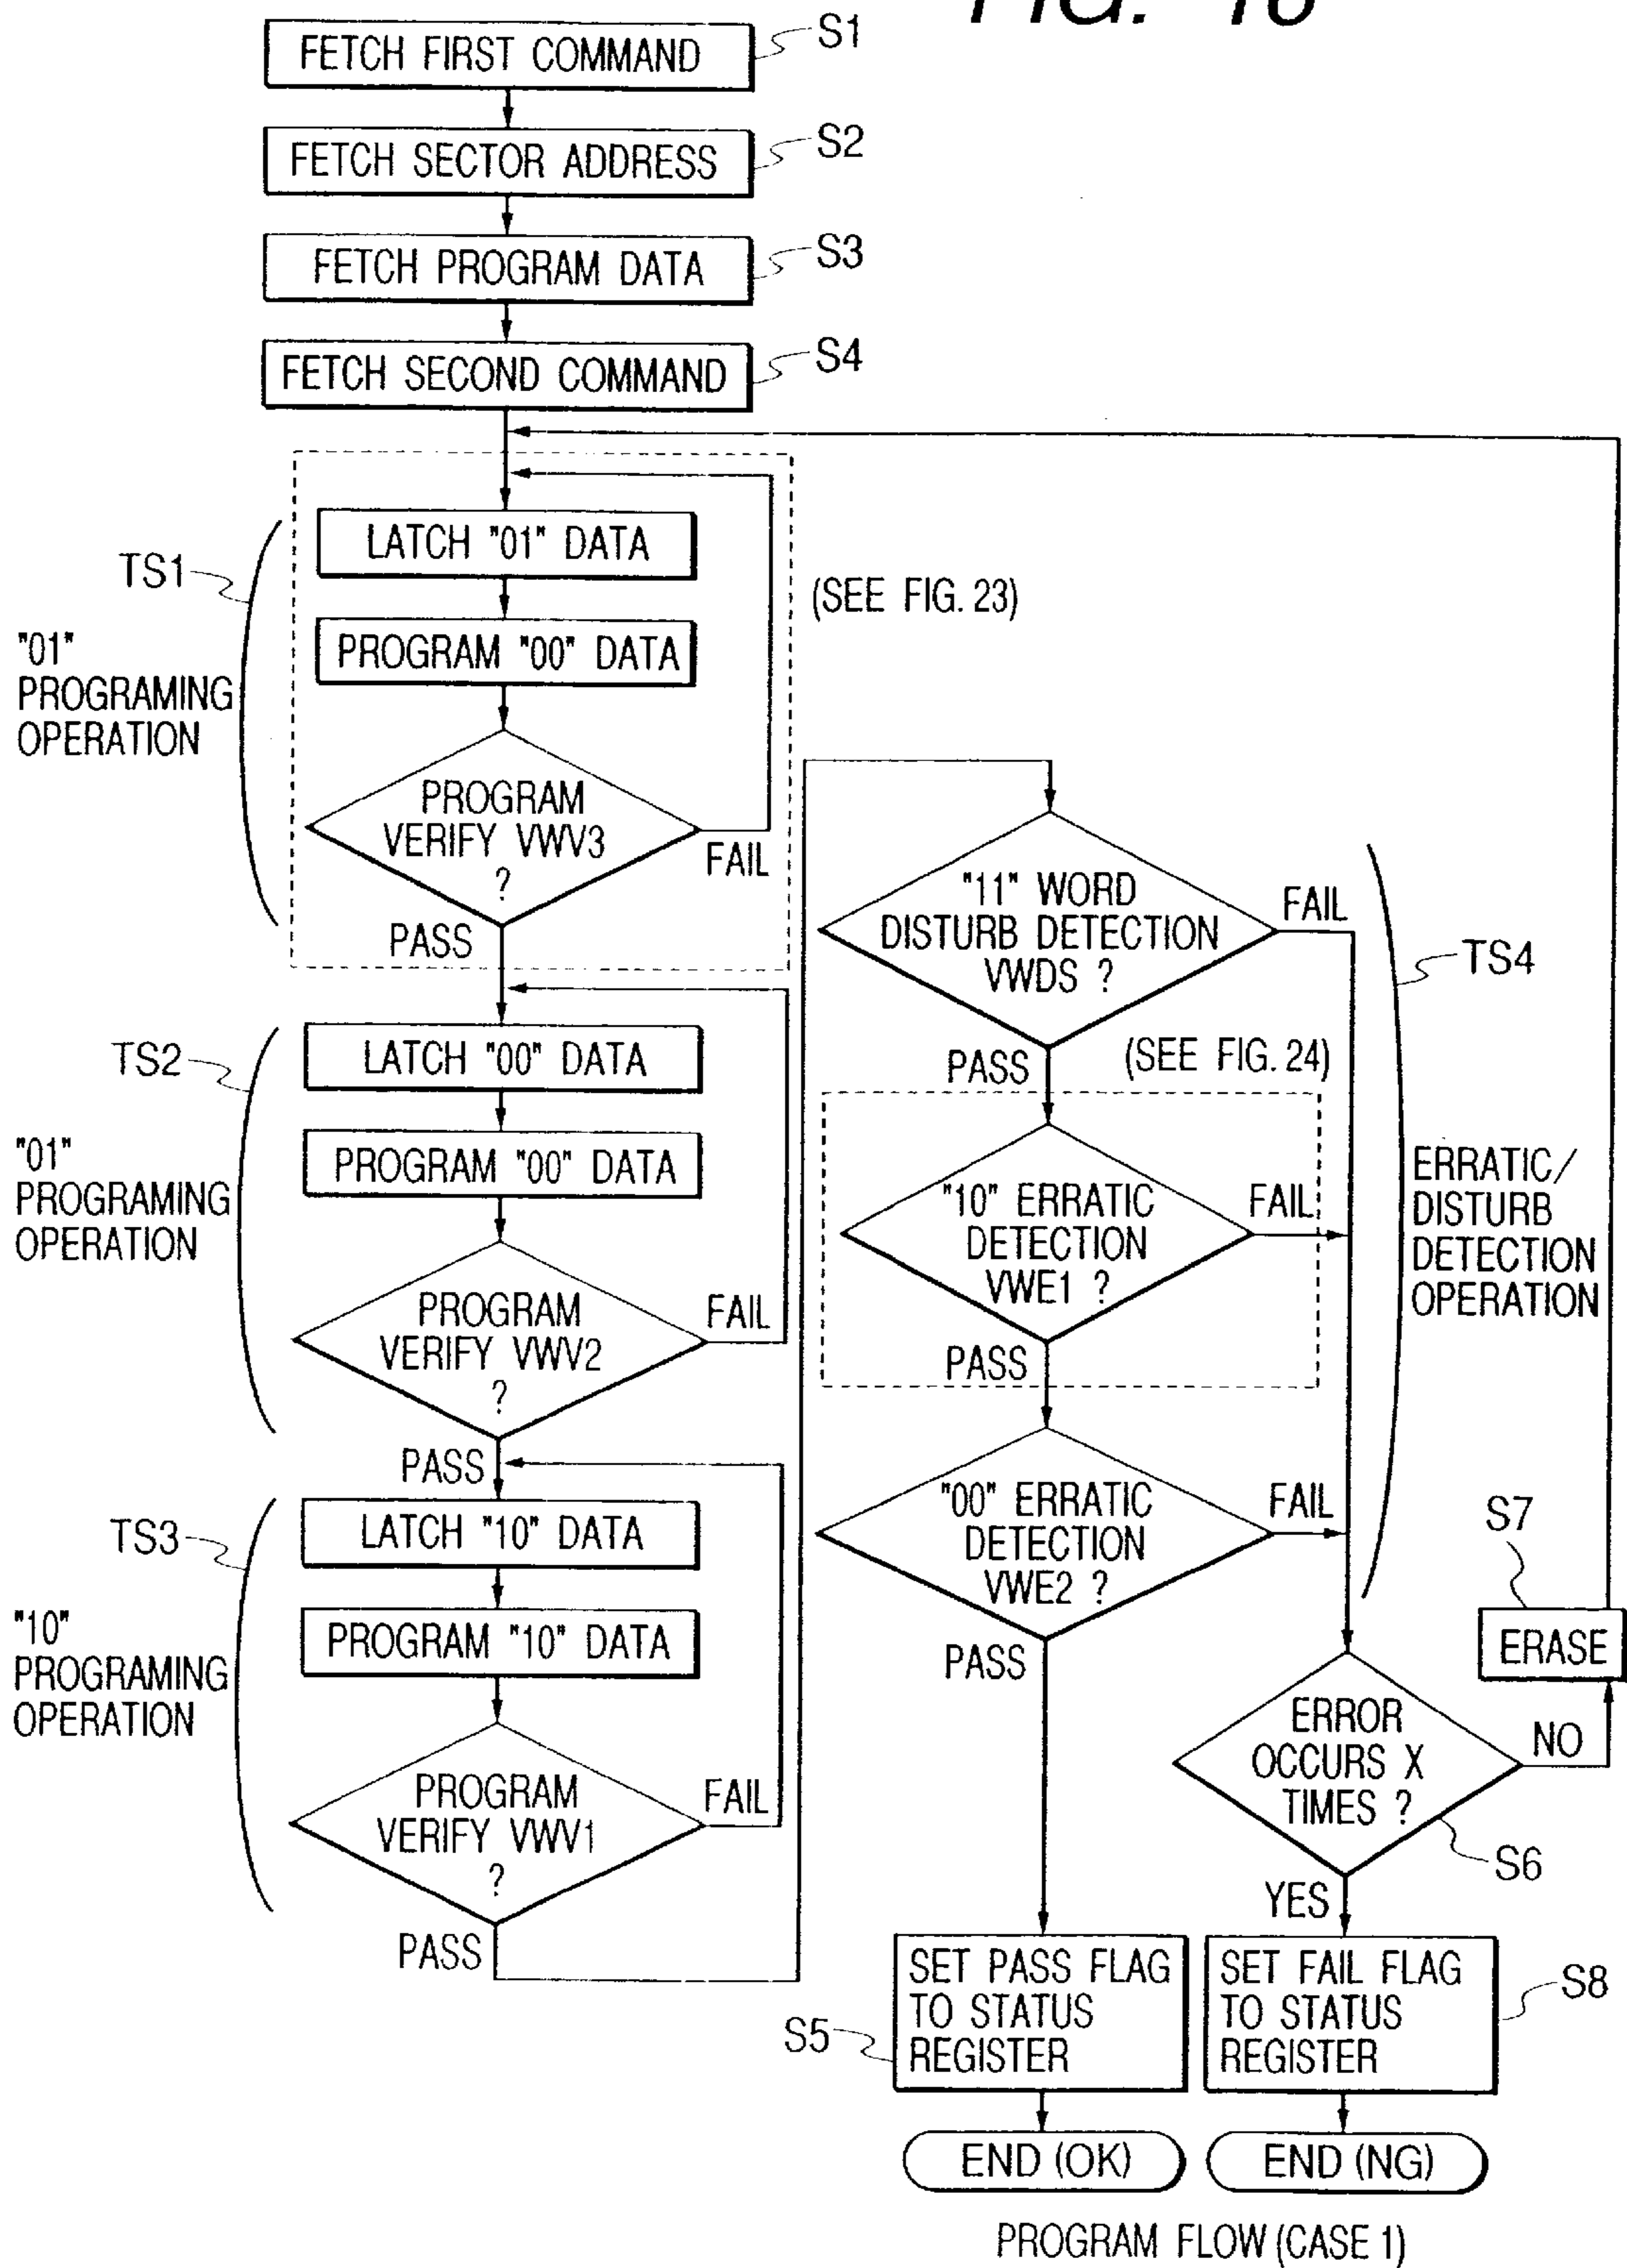 FETCH FIRST COMMAND
S1
FETCH SECTOR ADDRESS
S2
FETCH PROGRAM DATA
S3
FETCH SECOND COMMAND
S4
TS1
"01"
PROGRAMING
OPERATION
LATCH "01" DATA
PROGRAM "00" DATA
PROGRAM
VERIFY VWV3
?
FAIL
PASS
(SEE FIG. 23)
TS2
"01"
PROGRAMING
OPERATION
LATCH "00" DATA
PROGRAM "00" DATA
PROGRAM
VERIFY VWV2
?
FAIL
PASS
TS3
"10"
PROGRAMING
OPERATION
LATCH "10" DATA
PROGRAM "10" DATA
PROGRAM
VERIFY VWV1
?
FAIL
PASS
"11" WORD
DISTURB DETECTION
VWDS ?
FAIL
PASS
(SEE FIG. 24)
"10" ERRATIC
DETECTION
VWE1 ?
FAIL
PASS
"00" ERRATIC
DETECTION
VWE2 ?
FAIL
PASS
TS4
ERRATIC/
DISTURB
DETECTION
OPERATION
S7
ERASE
ERROR
OCCURS X
TIMES ?
NO
S6
YES
SET PASS FLAG
TO STATUS
REGISTER
S5
SET FAIL FLAG
TO STATUS
REGISTER
S8
END (OK)
END (NG)
PROGRAM FLOW (CASE 1)